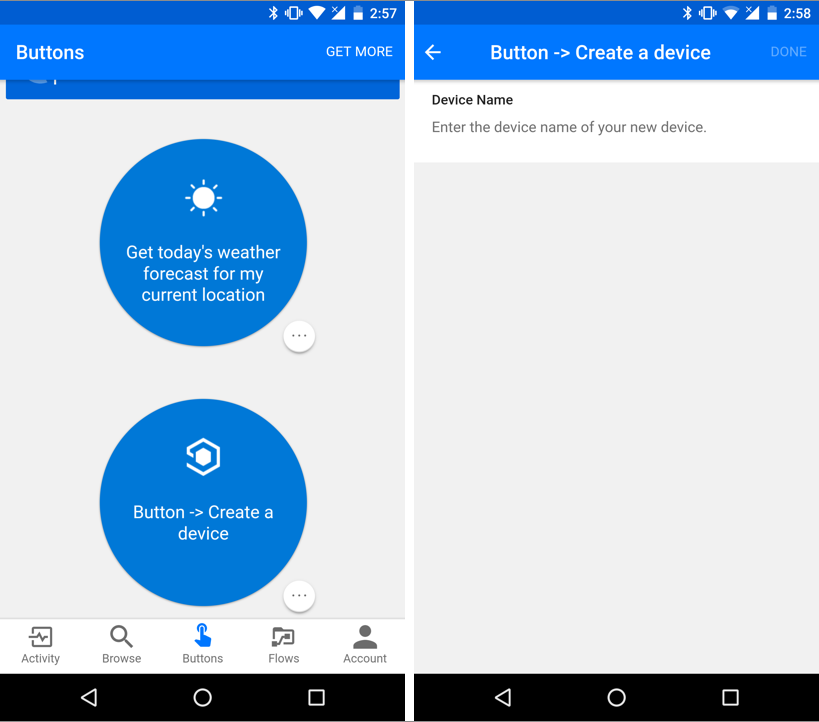 2:57
Buttons
GET MORE
Get today's weather
forecast for my
current location
...
Button -> Create a
device
...
Activity
Browse
Buttons
Flows
Account
2:58
Button -> Create a device
DONE
Device Name
Enter the device name of your new device.